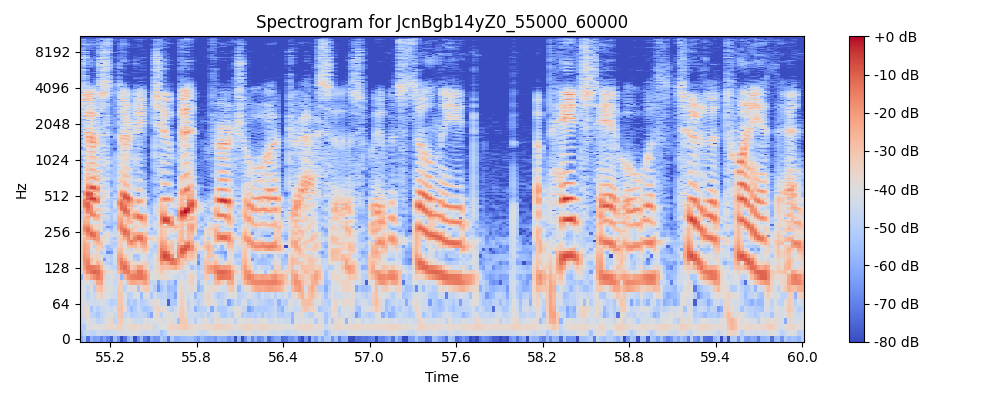 Spectrogram for JcnBgb14yZ0_55000_60000
Hz
8192
4096
2048
1024
512
256
128
64
0
55.2 55.8 56.4 57.0 57.6 58.2 58.8 59.4 60.0
Time
+0 dB
-10 dB
-20 dB
-30 dB
-40 dB
-50 dB
-60 dB
-70 dB
-80 dB